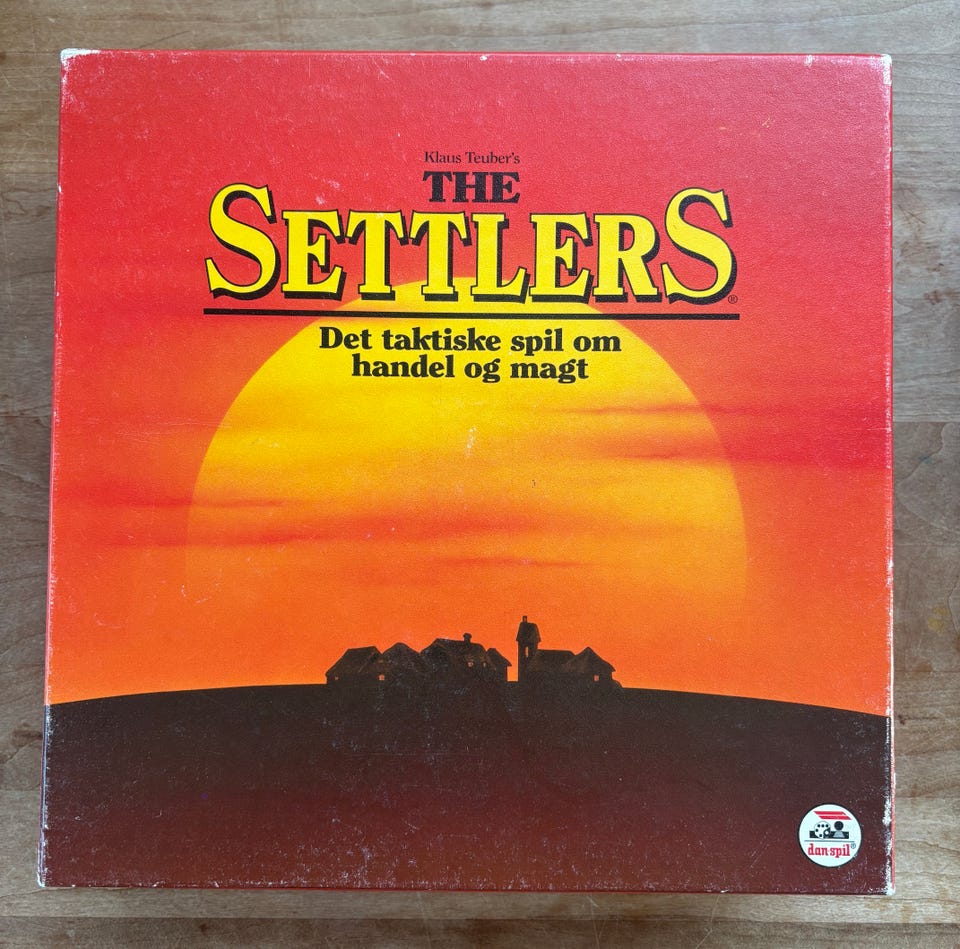 Klaus Teuber's
THE
SETTLERS®
Det taktiske spil om
handel og magt
dan-spil®